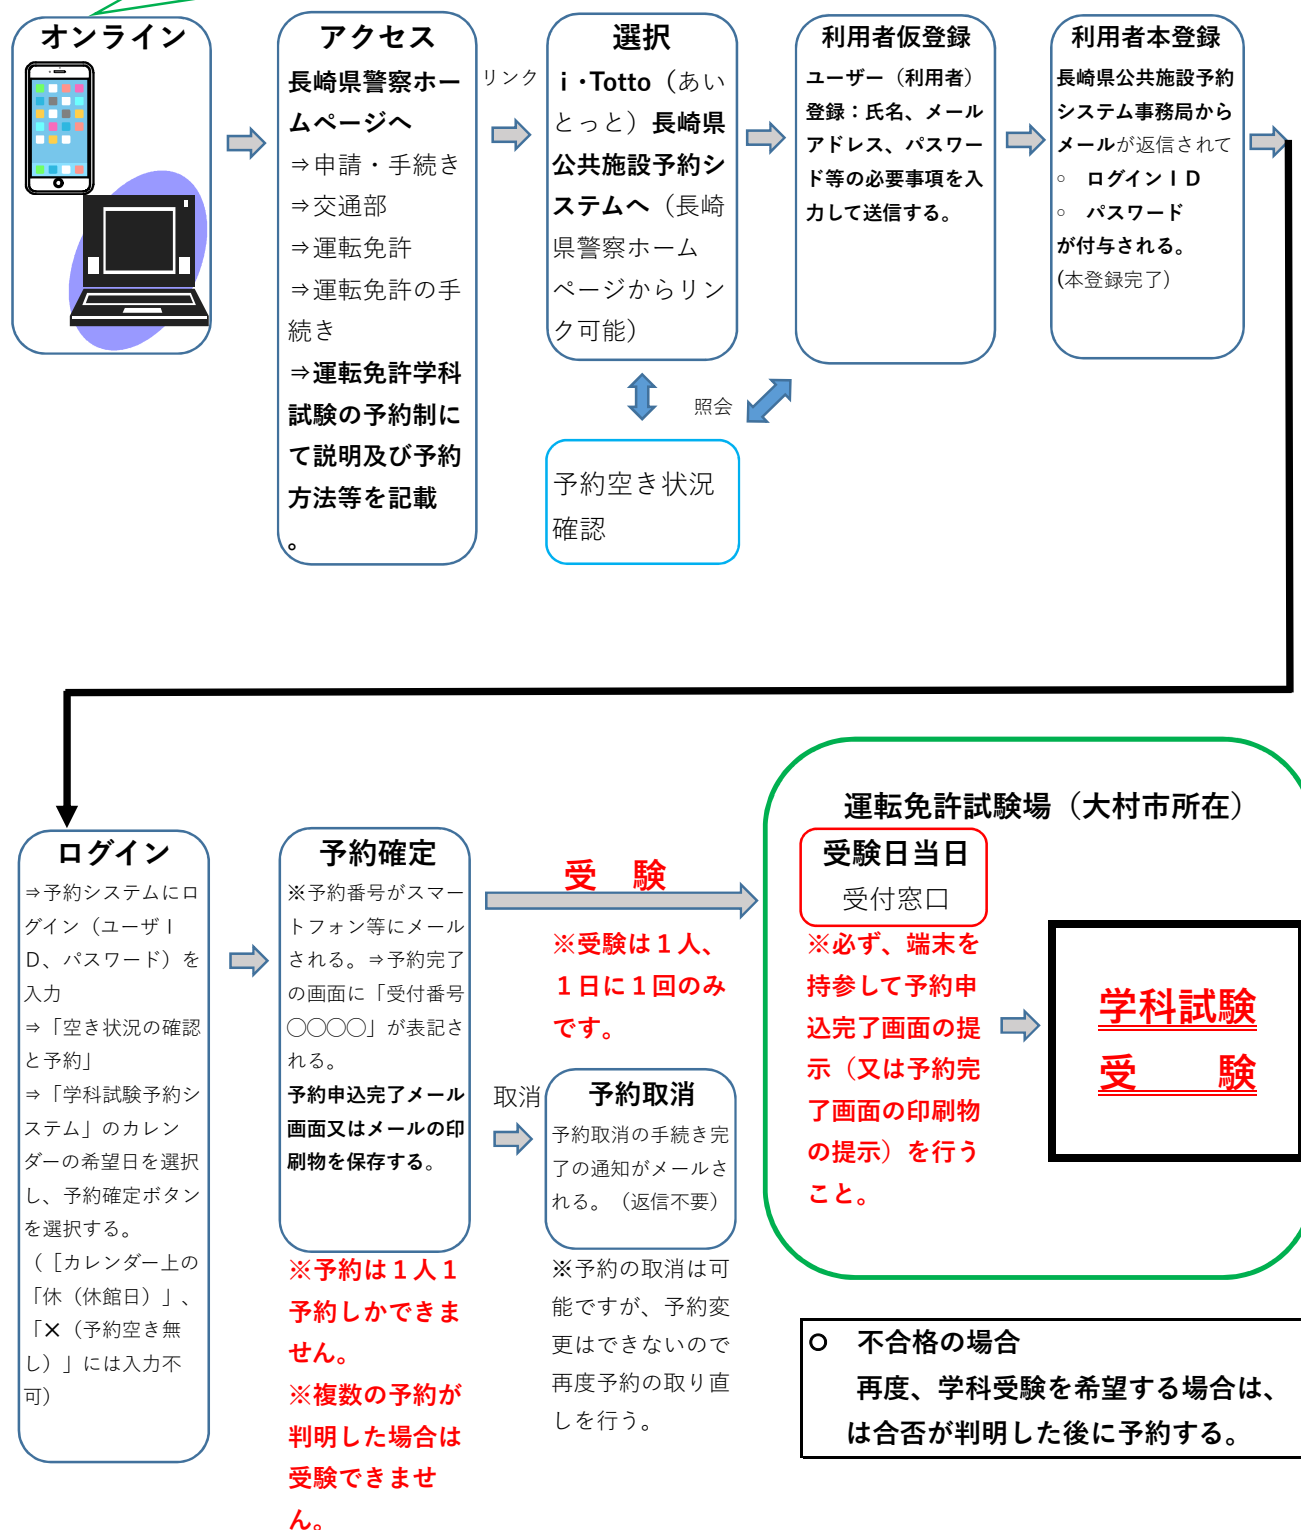 オンライン
アクセス
長崎県警察ホー
ムページへ
⇒申請・手続き
⇒交通部
⇒運転免許
⇒運転免許の手
続き
⇒運転免許学科
試験の予約制に
て説明及び予約
方法等を記載
。
リンク
選択
ｉ・Totto（あい
とっと）長崎県
公共施設予約シ
ステムへ（長崎
県警察ホーム
ページからリン
ク可能）
照会
予約空き状況
確認
利用者仮登録
ユーザー（利用者）
登録：氏名、メール
アドレス、パスワー
ド等の必要事項を入
力して送信する。
利用者本登録
長崎県公共施設予約
システム事務局から
メールが返信されて
○　ログインＩＤ
○　パスワード
が付与される。
(本登録完了）
ログイン
⇒予約システムにロ
グイン（ユーザＩ
Ｄ、パスワード）を
入力
⇒「空き状況の確認
と予約」
⇒「学科試験予約シ
ステム」のカレン
ダーの希望日を選択
し、予約確定ボタン
を選択する。
（［カレンダー上の
「休（休館日）」、
「✕（予約空き無
し）」には入力不
可）
予約確定
※予約番号がスマー
トフォン等にメール
される。⇒予約完了
の画面に「受付番号
〇〇〇〇」が表記さ
れる。
予約申込完了メール
画面又はメールの印
刷物を保存する。
※予約は１人１
予約しかできま
せん。
※複数の予約が
判明した場合は
受験できませ
ん。
受　験
※受験は１人、
１日に１回のみ
です。
取消
予約取消
予約取消の手続き完
了の通知がメールさ
れる。（返信不要）
※予約の取消は可
能ですが、予約変
更はできないので
再度予約の取り直
しを行う。
運転免許試験場（大村市所在）
受験日当日
受付窓口
※必ず、端末を
持参して予約申
込完了画面の提
示（又は予約完
了画面の印刷物
の提示）を行う
こと。
学科試験
受　　験
○　不合格の場合
再度、学科受験を希望する場合は、
は合否が判明した後に予約する。